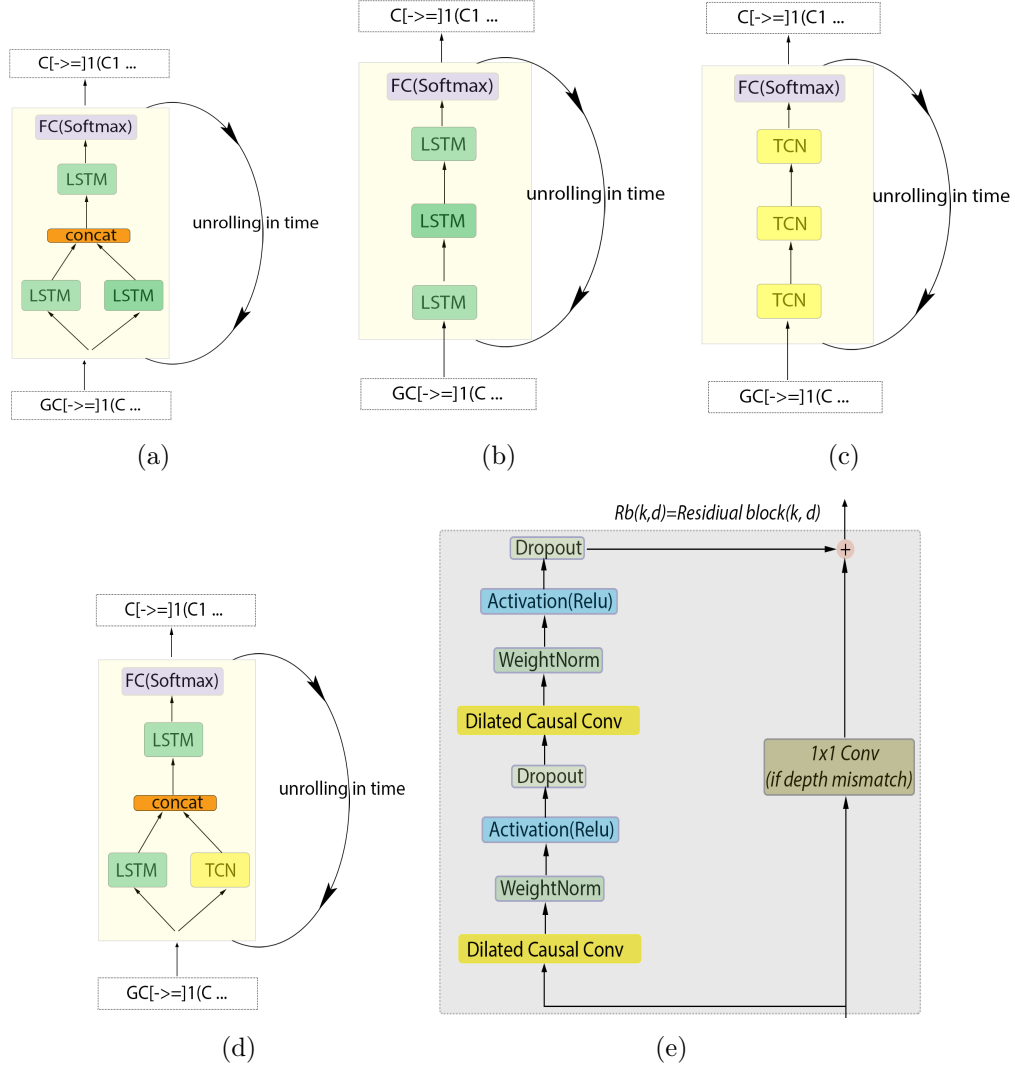 C[->=]1(C1 ...
FC(Softmax)
LSTM
concat
LSTM LSTM
unrolling in time
GC[->=]1(C ...
(a)
C[->=]1(C1 ...
FC(Softmax)
LSTM
LSTM
LSTM
unrolling in time
GC[->=]1(C ...
(b)
C[->=]1(C1 ...
FC(Softmax)
TCN
TCN
TCN
unrolling in time
GC[->=]1(C ...
(c)
C[->=]1(C1 ...
FC(Softmax)
LSTM
concat
LSTM TCN
unrolling in time
GC[->=]1(C ...
(d)
Rb(k,d)=Residiual block(k, d)
Dropout
+
Activation(Relu)
WeightNorm
Dilated Causal Conv
Dropout
Activation(Relu)
WeightNorm
Dilated Causal Conv
1x1 Conv
(if depth mismatch)
(e)